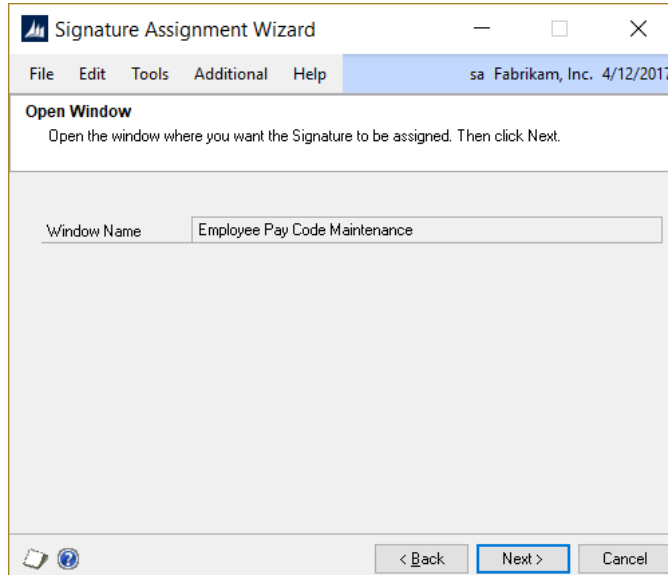 Signature Assignment Wizard
File Edit Tools Additional Help sa Fabrikam, Inc. 4/12/2017
Open Window
Open the window where you want the Signature to be assigned. Then click Next.
Window Name Employee Pay Code Maintenance
< Back Next > Cancel